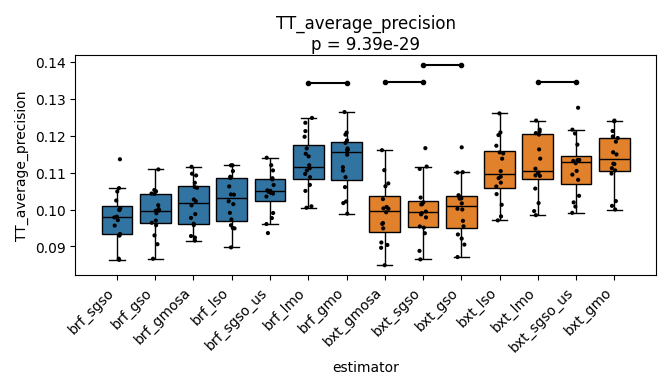 TT_average_precision
p = 9.39e-29
TT_average_precision
0.14
0.13
0.12
0.11
0.10
0.09
brf_sgso
brf_gso
brf_gmosa
brf_lso
brf_sgso_us
brf_lmo
brf_gmo
bxt_gmosa
bxt_sgso
bxt_gso
bxt_lso
bxt_lmo
bxt_sgso_us
bxt_gmo
estimator